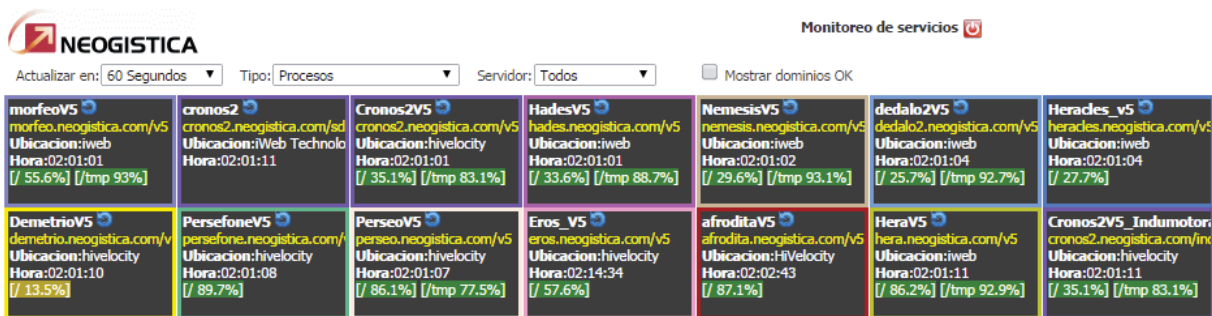 NEOGISTICA
Monitoreo de servicios
Actualizar en: 60 Segundos Tipo: Procesos Servidor: Todos Mostrar dominios OK
morfeoV5
morfeo.neogistica.com/v5
Ubicacion:iweb
Hora:02:01:01
[/ 55.6%] [/tmp 93%]
cronos2
cronos2.neogistica.com/sd
Ubicacion:iWeb Technolo
Hora:02:01:11
Cronos2V5
cronos2.neogistica.com/v5
Ubicacion:hivelocity
Hora:02:01:01
[/ 35.1%] [/tmp 83.1%]
HadesV5
hades.neogistica.com/v5
Ubicacion:iweb
Hora:02:01:01
[/ 33.6%] [/tmp 88.7%]
NemesisV5
nemesis.neogistica.com/v5
Ubicacion:iweb
Hora:02:01:02
[/ 29.6%] [/tmp 93.1%]
dedalo2V5
dedalo2.neogistica.com/v5
Ubicacion:iweb
Hora:02:01:04
[/ 25.7%] [/tmp 92.7%]
Heracles_v5
heracles.neogistica.com/v5
Ubicacion:iweb
Hora:02:01:04
[/ 27.7%]
DemetrioV5
demetrio.neogistica.com/v
Ubicacion:hivelocity
Hora:02:01:10
[/ 13.5%]
PersefoneV5
persefone.neogistica.com/
Ubicacion:hivelocity
Hora:02:01:08
[/ 89.7%]
PerseoV5
perseo.neogistica.com/v5
Ubicacion:hivelocity
Hora:02:01:07
[/ 86.1%] [/tmp 77.5%]
Eros_V5
eros.neogistica.com/v5
Ubicacion:hivelocity
Hora:02:14:34
[/ 57.6%]
afroditaV5
afrodita.neogistica.com/v5
Ubicacion:HiVelocity
Hora:02:02:43
[/ 87.1%]
HeraV5
hera.neogistica.com/v5
Ubicacion:iweb
Hora:02:01:11
[/ 86.2%] [/tmp 92.9%]
Cronos2V5_Indumotora
cronos2.neogistica.com/ind
Ubicacion:hivelocity
Hora:02:01:11
[/ 35.1%] [/tmp 83.1%]